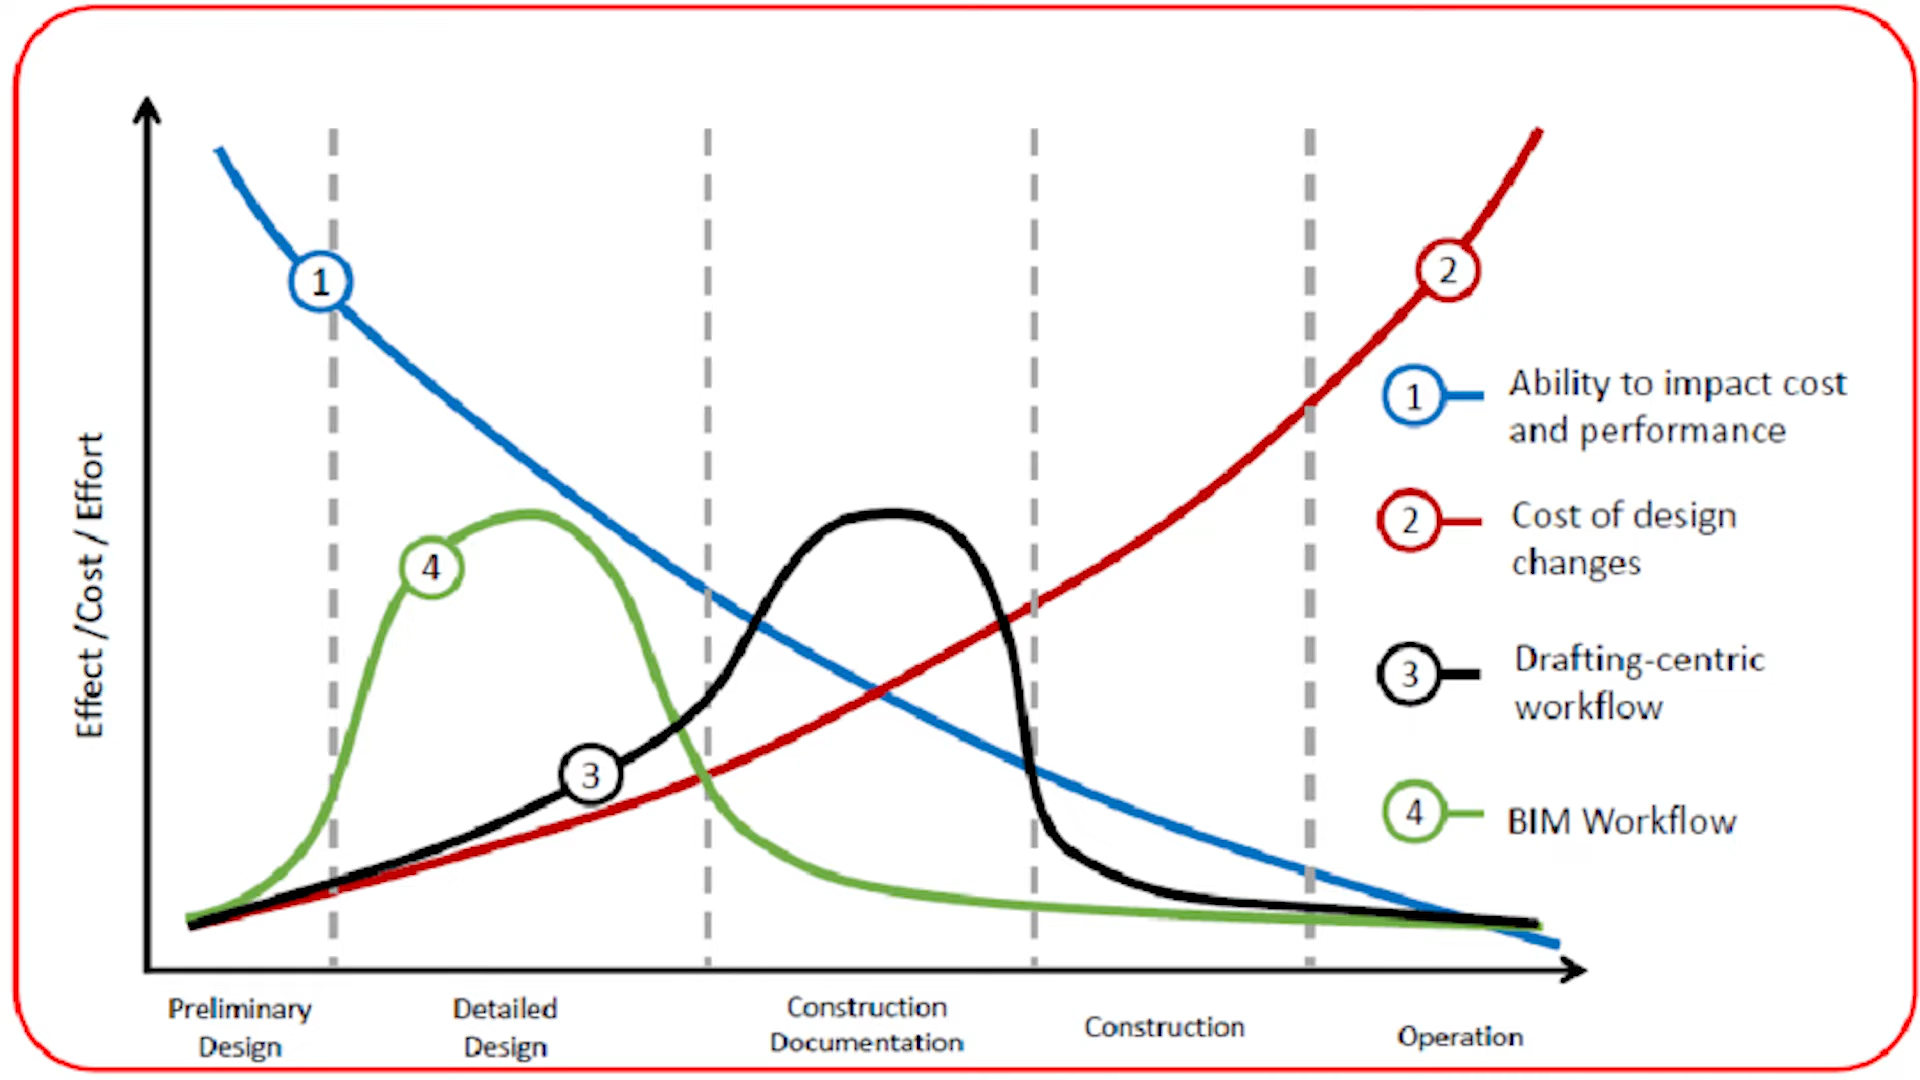 Effect /Cost / Effort
1
2
3
4
1
Ability to impact cost
and performance
2
Cost of design
changes
3
Drafting-centric
workflow
4
BIM Workflow
Preliminary
Design
Detailed
Design
Construction
Documentation
Construction
Operation